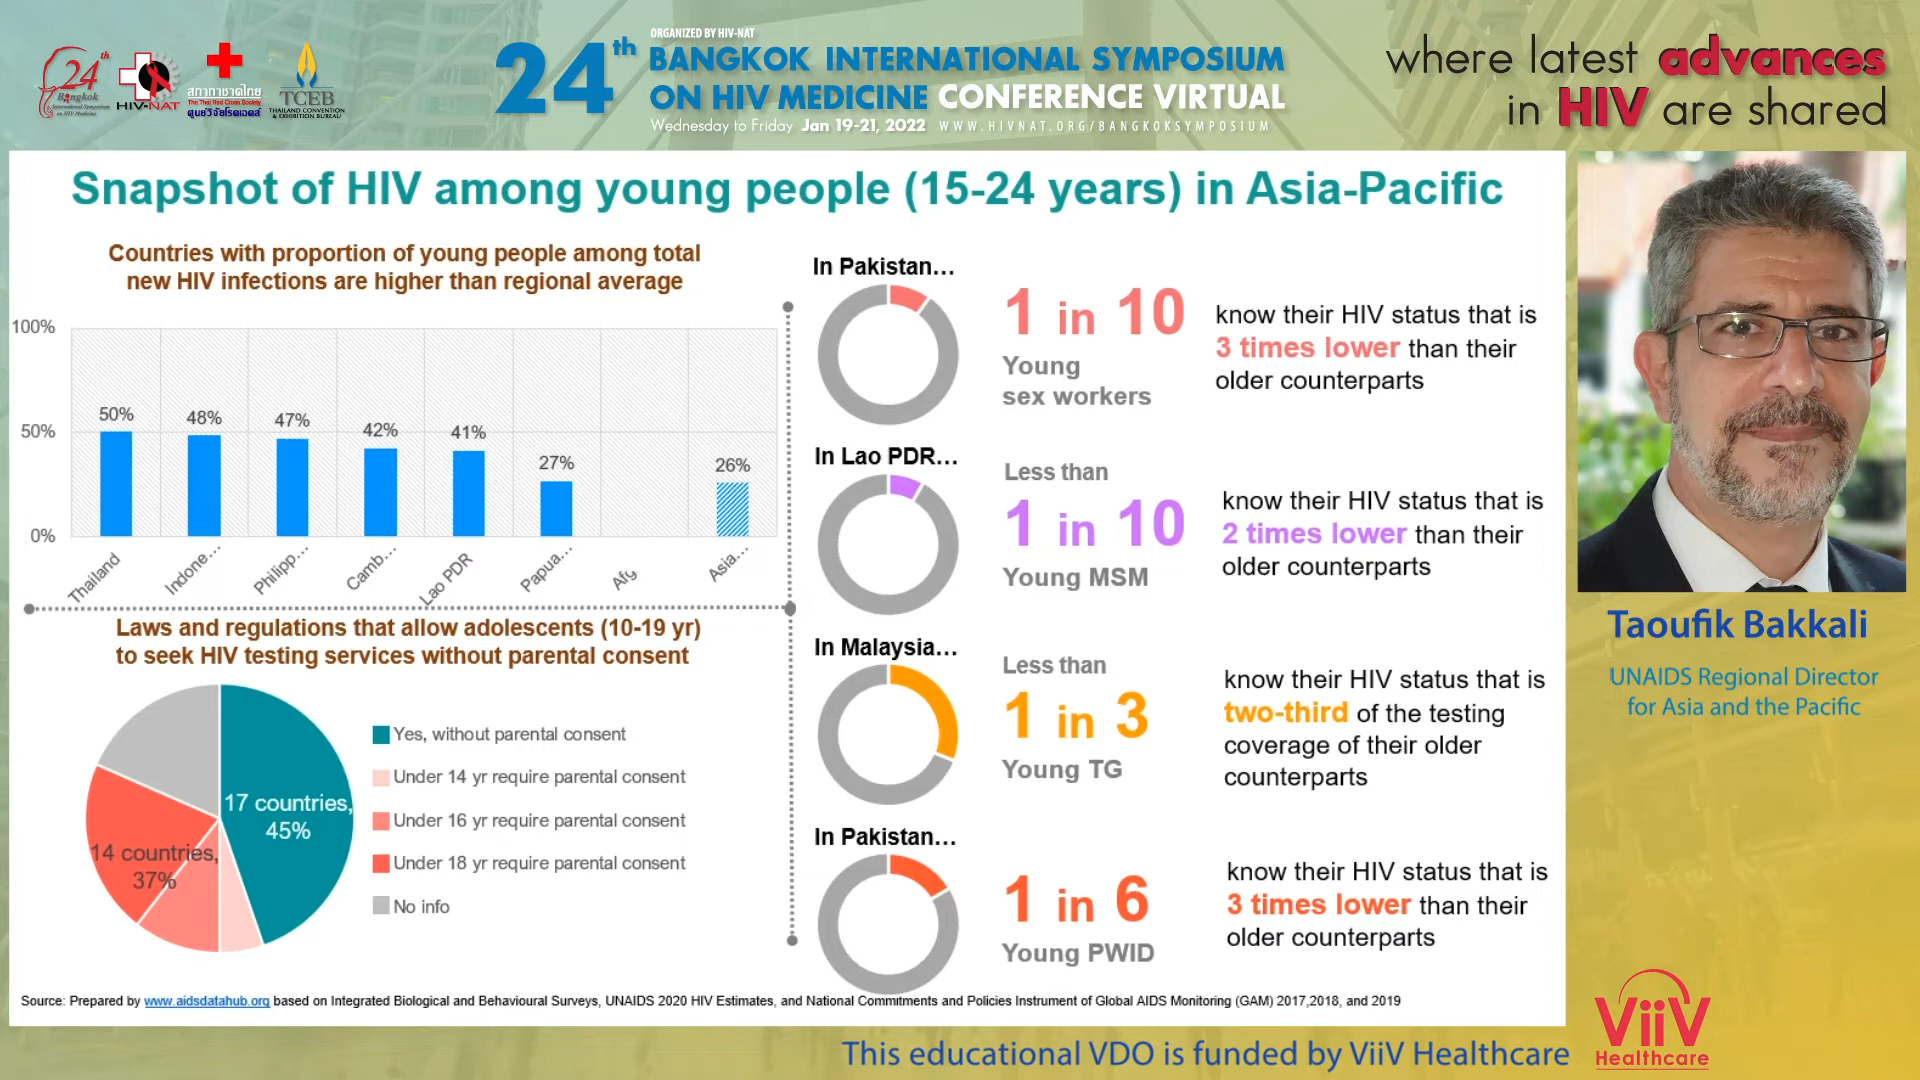 24th
Bangkok
International Symposium
on HIV Medicine
HIV-NAT
สภากาชาดไทย
The Thai Red Cross Society
ศูนย์วิจัยโรคเอดส์
TCEB
THAILAND CONVENTION
& EXHIBITION BUREAU
ORGANIZED BY HIV-NAT
24th BANGKOK INTERNATIONAL SYMPOSIUM
ON HIV MEDICINE CONFERENCE VIRTUAL
Wednesday to Friday Jan 19-21, 2022 WWW.HIVNAT.ORG/BANGKOKSYMPOSIUM
where latest advances
in HIV are shared
Snapshot of HIV among young people (15-24 years) in Asia-Pacific
Countries with proportion of young people among total
new HIV infections are higher than regional average
100%
50%
0%
50%
48%
47%
42%
41%
27%
26%
Thailand
Indone...
Philipp...
Camb...
Lao PDR
Papua...
Afg
Asia...
Laws and regulations that allow adolescents (10-19 yr)
to seek HIV testing services without parental consent
17 countries,
45%
14 countries,
37%
Yes, without parental consent
Under 14 yr require parental consent
Under 16 yr require parental consent
Under 18 yr require parental consent
No info
In Pakistan...
1 in 10
Young
sex workers
know their HIV status that is
3 times lower than their
older counterparts
In Lao PDR...
Less than
1 in 10
Young MSM
know their HIV status that is
2 times lower than their
older counterparts
In Malaysia...
Less than
1 in 3
Young TG
know their HIV status that is
two-third of the testing
coverage of their older
counterparts
In Pakistan...
1 in 6
Young PWID
know their HIV status that is
3 times lower than their
older counterparts
Source: Prepared by www.aidsdatahub.org based on Integrated Biological and Behavioural Surveys, UNAIDS 2020 HIV Estimates, and National Commitments and Policies Instrument of Global AIDS Monitoring (GAM) 2017,2018, and 2019
Taoufik Bakkali
UNAIDS Regional Director
for Asia and the Pacific
This educational VDO is funded by ViiV Healthcare
ViiV
Healthcare